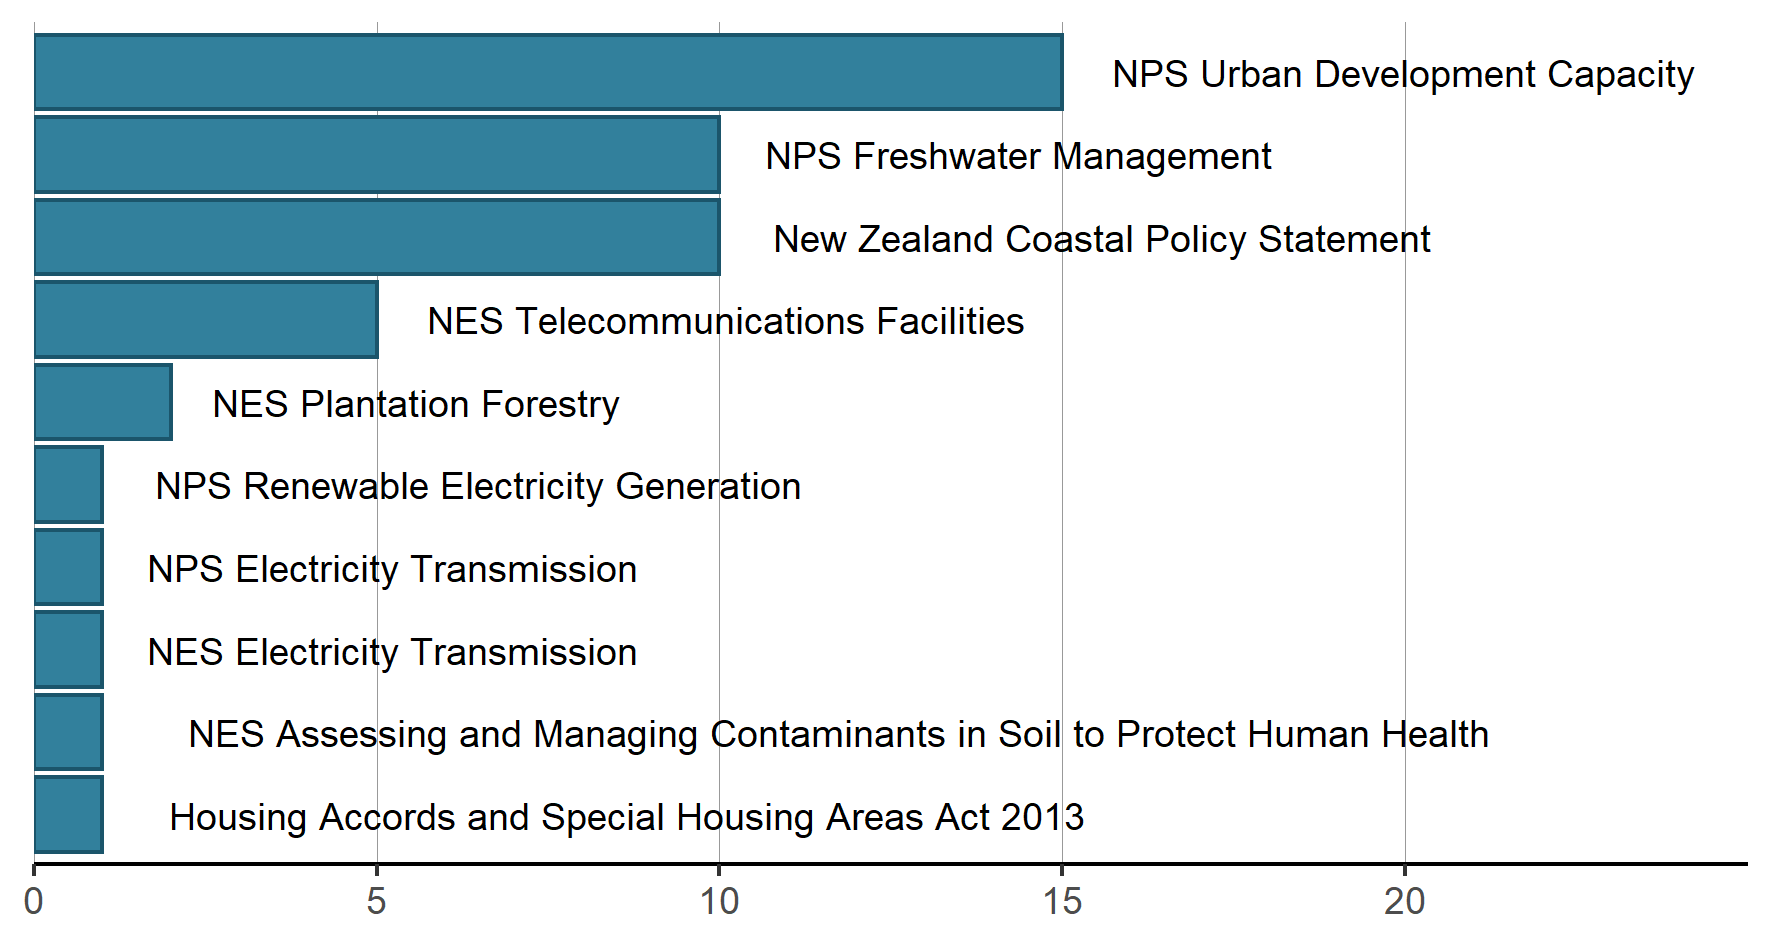 NPS Urban Development Capacity
NPS Freshwater Management
New Zealand Coastal Policy Statement
NES Telecommunications Facilities
NES Plantation Forestry
NPS Renewable Electricity Generation
NPS Electricity Transmission
NES Electricity Transmission
NES Assessing and Managing Contaminants in Soil to Protect Human Health
Housing Accords and Special Housing Areas Act 2013
0 5 10 15 20